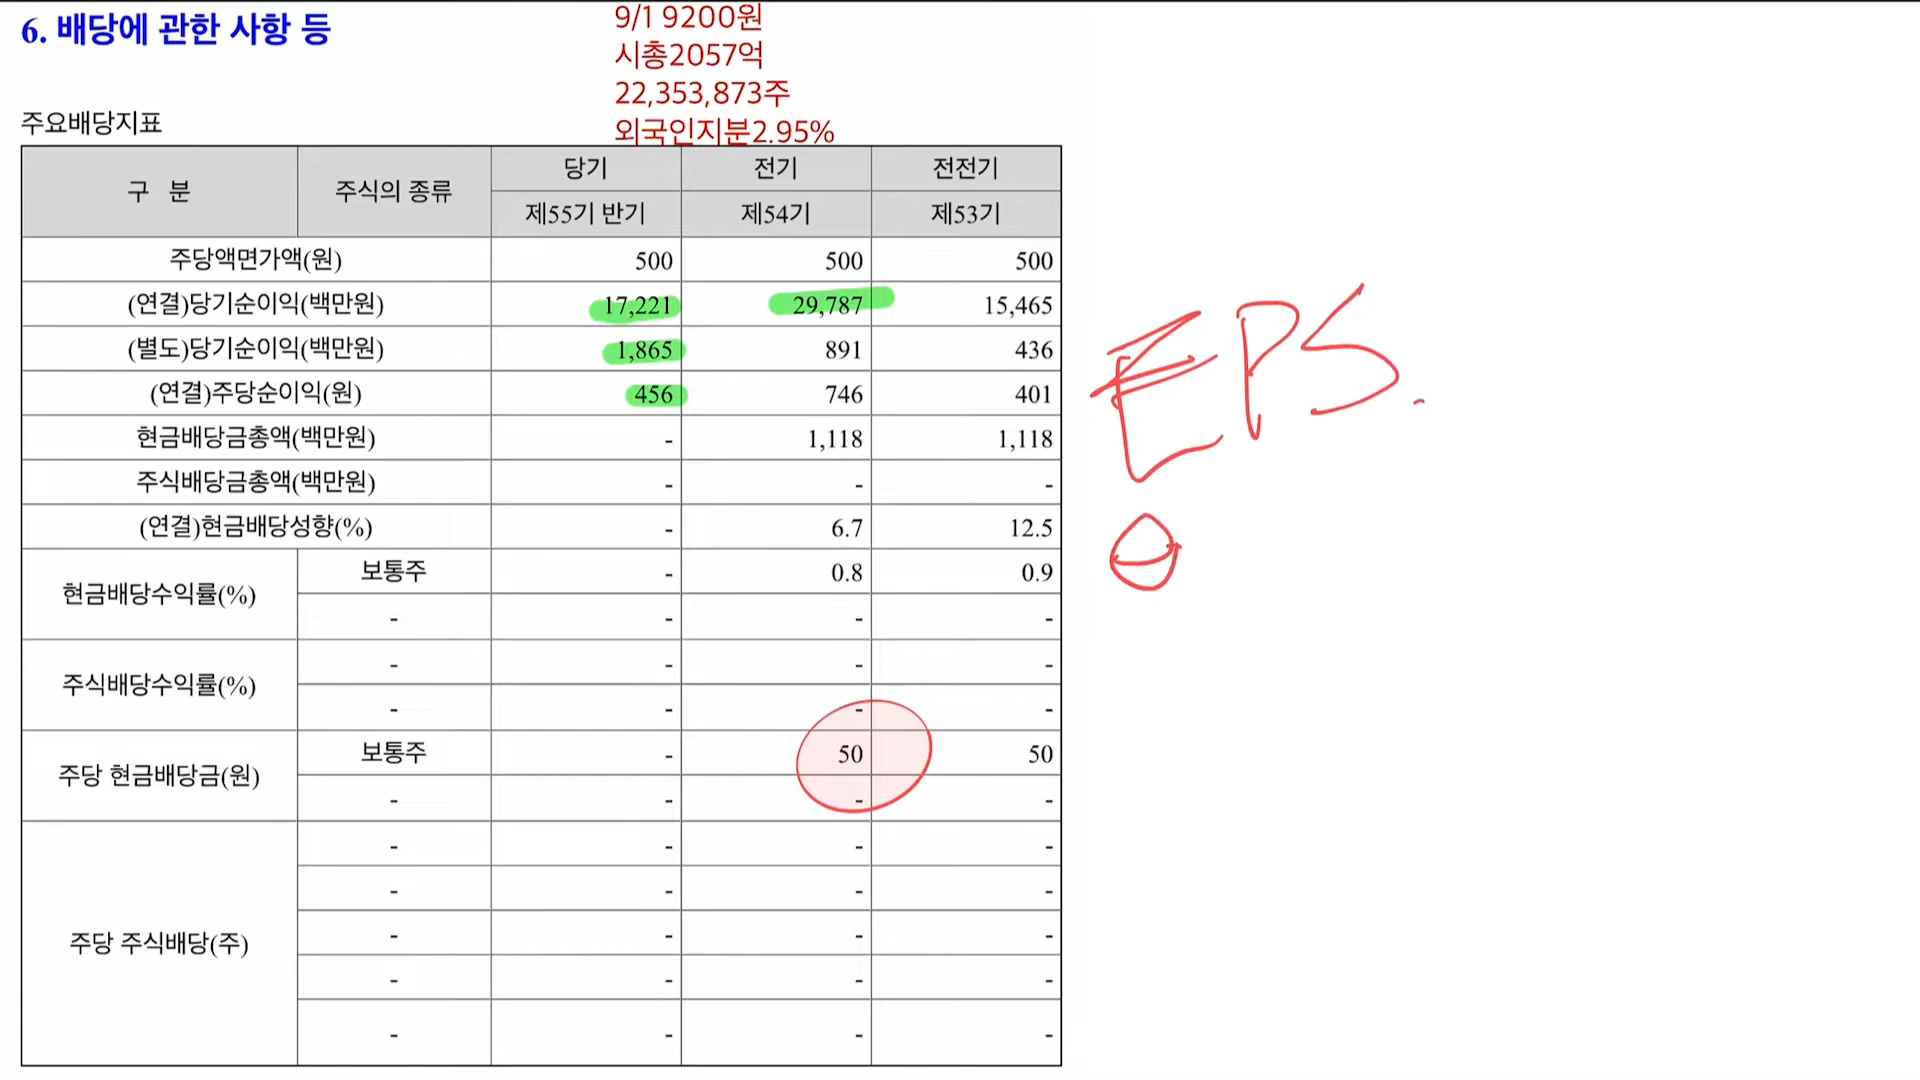 6. 배당에 관한 사항 등
9/1 9200원
시총2057억
22,353,873주
외국인지분2.95%
주요배당지표
구 분 주식의 종류 당기 전기 전전기
제55기 반기 제54기 제53기
주당액면가액(원) 500 500 500
(연결)당기순이익(백만원) 17,221 29,787 15,465
(별도)당기순이익(백만원) 1,865 891 436
(연결)주당순이익(원) 456 746 401
현금배당금총액(백만원) - 1,118 1,118
주식배당금총액(백만원) - - -
(연결)현금배당성향(%) - 6.7 12.5
현금배당수익률(%) 보통주 - 0.8 0.9
- - - -
주식배당수익률(%) - - - -
- - - -
주당 현금배당금(원) 보통주 - 50 50
- - - -
주당 주식배당(주) - - - -
- - - -
- - - -
- - - -
- - - -
EPS.